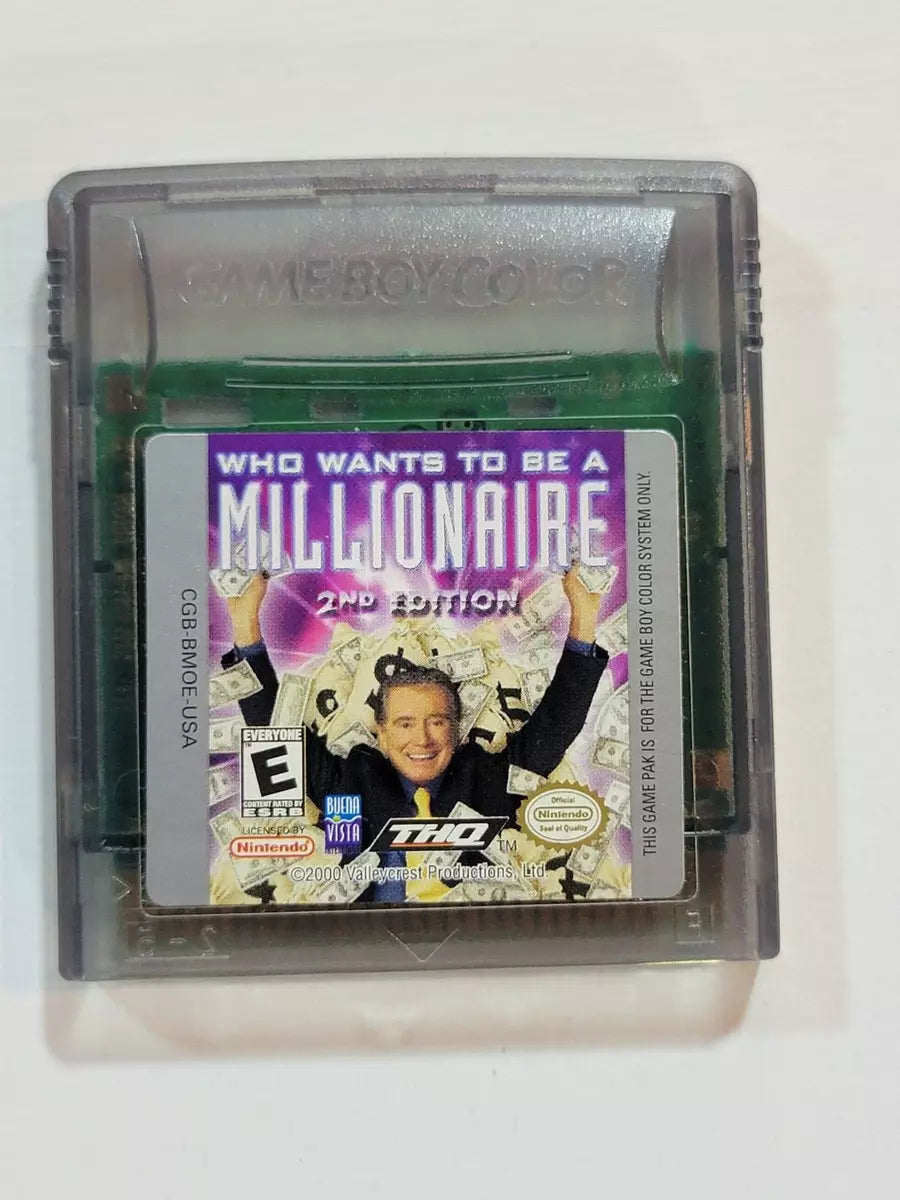 GAME BOY COLOR
WHO WANTS TO BE A
MILLIONAIRE
2ND EDITION
CGB-BMOE-USA
THIS GAME PAK IS FOR THE GAME BOY COLOR SYSTEM ONLY.
EVERYONE
E
CONTENT RATED BY
ESRB
LICENSED BY
Nintendo
BUENA
VISTA
THQ
TM
Official
Nintendo
Seal of Quality
©2000 Valleycrest Productions, Ltd.